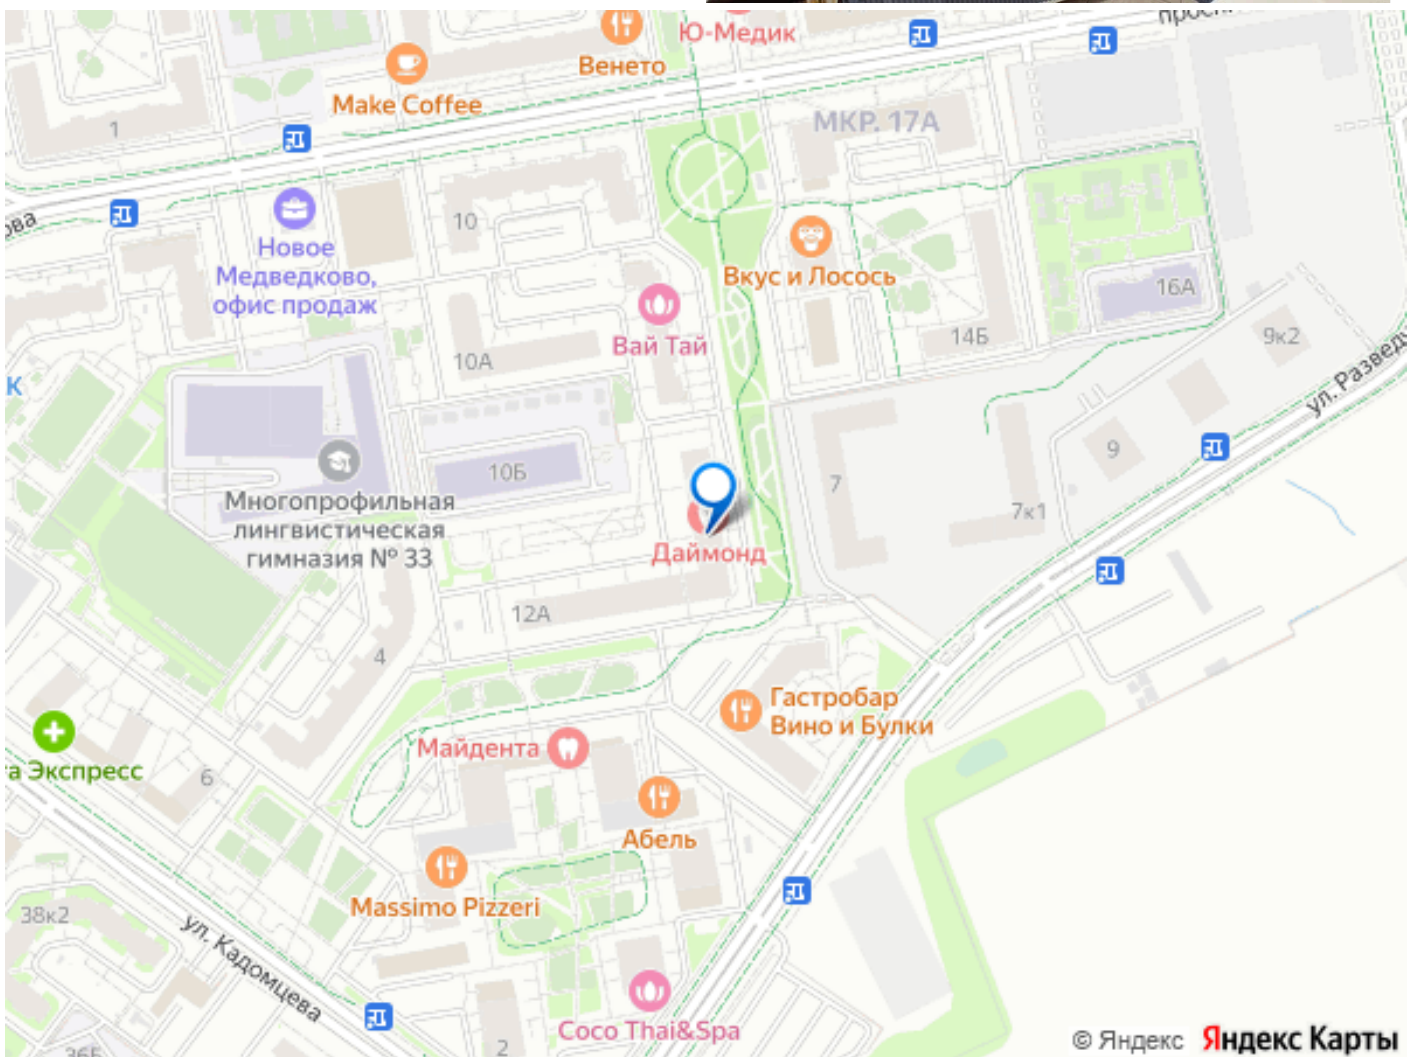 Ю-Медик
Венето
Make Coffee
1
МКР. 17А
10
Новое
Медведково,
офис продаж
Вкус и Лосось
16А
Вай Тай
10А
14Б
9к2
К
ул. Разведч
10Б
9
7
7к1
Многопрофильная
лингвистическая
гимназия № 33
Даймонд
12А
4
Гастробар
Вино и Булки
Майдента
а Экспресс
6
Абель
Massimo Pizzeri
38к2
ул. Кадомцева
Coco Thai&Spa
2
36Б
© Яндекс Яндекс Карты